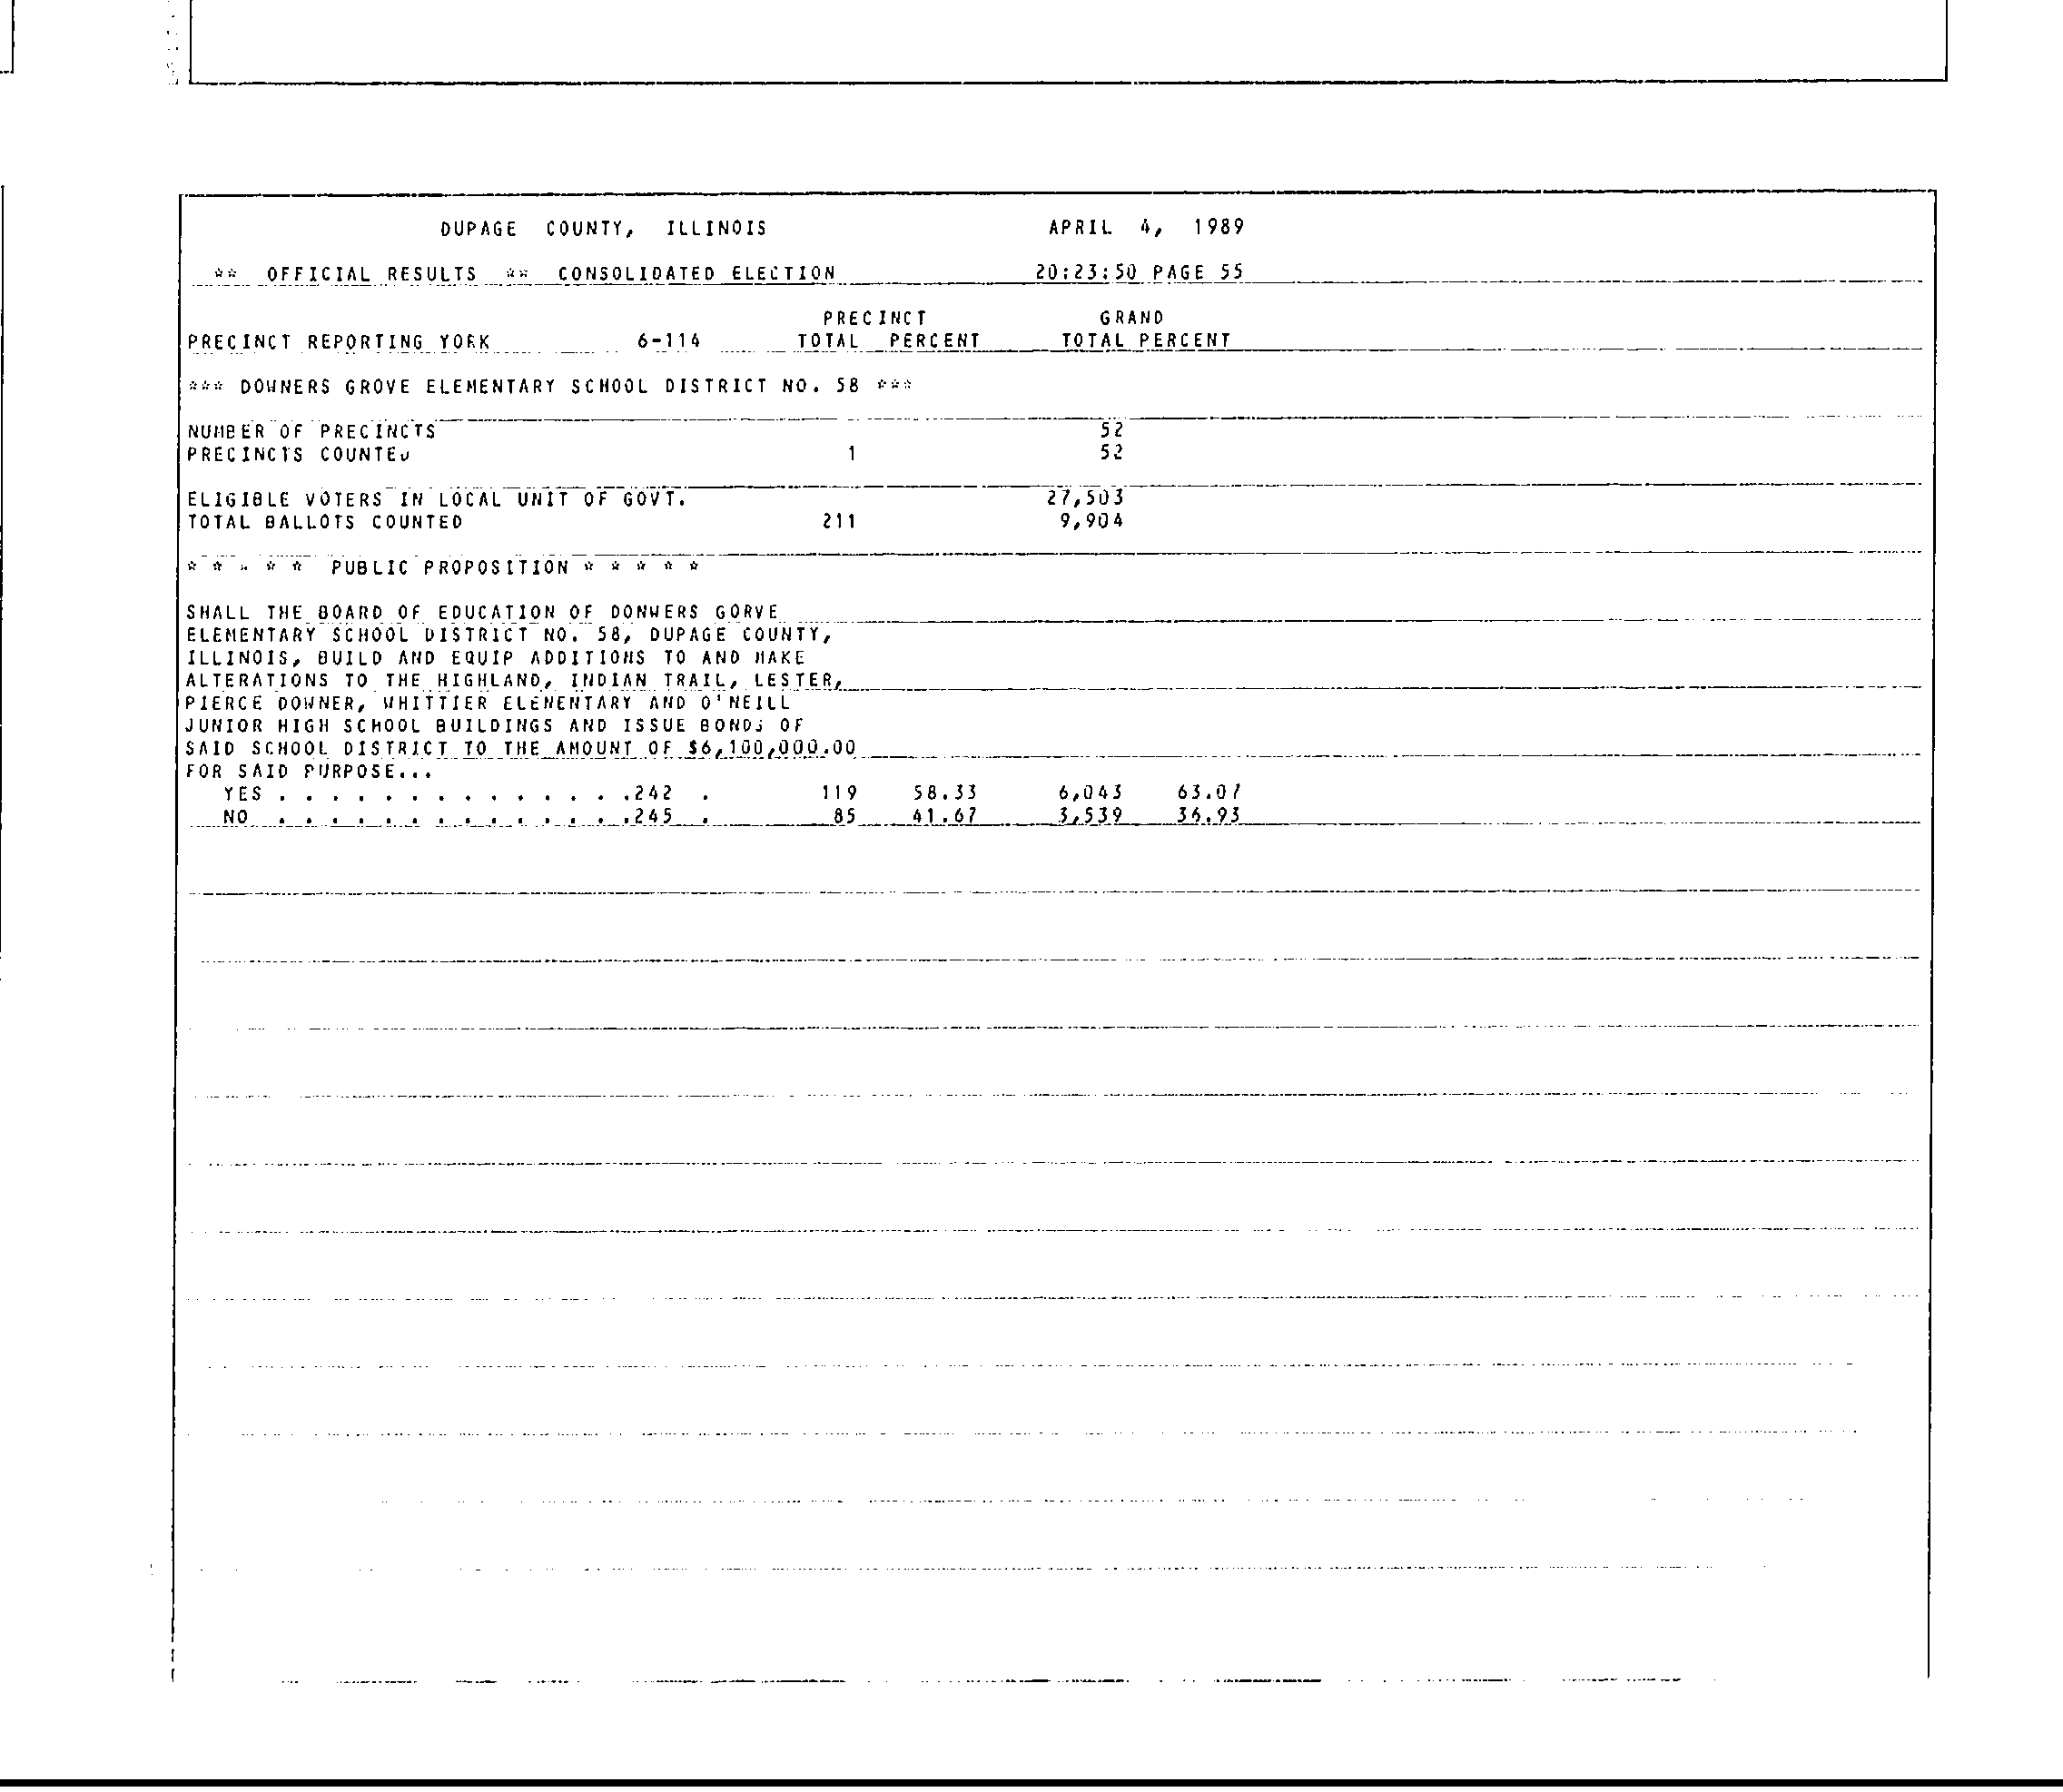 DUPAGE COUNTY, ILLINOIS APRIL 4, 1989
** OFFICIAL RESULTS ** CONSOLIDATED ELECTION 20:23:50 PAGE 55
PRECINCT GRAND
PRECINCT REPORTING YORK 6-114 TOTAL PERCENT TOTAL PERCENT
*** DOWNERS GROVE ELEMENTARY SCHOOL DISTRICT NO. 58 ***
NUMBER OF PRECINCTS 52
PRECINCTS COUNTED 1 52
ELIGIBLE VOTERS IN LOCAL UNIT OF GOVT. 27,503
TOTAL BALLOTS COUNTED 211 9,904
* * * * * PUBLIC PROPOSITION * * * * *
SHALL THE BOARD OF EDUCATION OF DONWERS GORVE
ELEMENTARY SCHOOL DISTRICT NO. 58, DUPAGE COUNTY,
ILLINOIS, BUILD AND EQUIP ADDITIONS TO AND MAKE
ALTERATIONS TO THE HIGHLAND, INDIAN TRAIL, LESTER,
PIERCE DOWNER, WHITTIER ELEMENTARY AND O'NEILL
JUNIOR HIGH SCHOOL BUILDINGS AND ISSUE BONDS OF
SAID SCHOOL DISTRICT TO THE AMOUNT OF $6,100,000.00
FOR SAID PURPOSE...
YES . . . . . . . . . . . . . .242 . 119 58.33 6,043 63.07
NO . . . . . . . . . . . . . .245 . 85 41.67 3,539 36.93